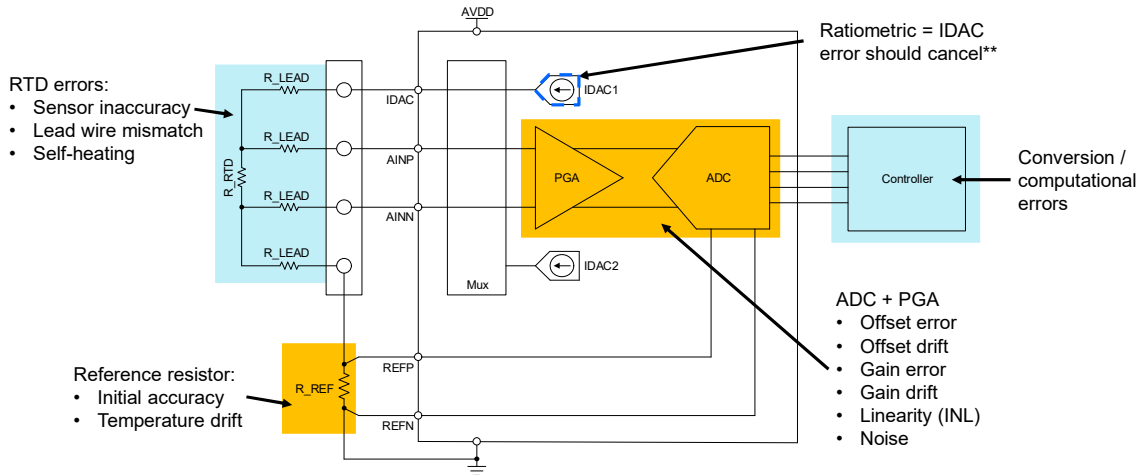 AVDD
Ratiometric = IDAC
error should cancel**
RTD errors:
• Sensor inaccuracy
• Lead wire mismatch
• Self-heating
R_LEAD
IDAC
IDAC1
R_LEAD
AINP
R_RTD
PGA
ADC
Controller
Conversion /
computational
errors
R_LEAD
AINN
R_LEAD
IDAC2
Mux
ADC + PGA
• Offset error
• Offset drift
• Gain error
• Gain drift
• Linearity (INL)
• Noise
Reference resistor:
• Initial accuracy
• Temperature drift
R_REF
REFP
REFN